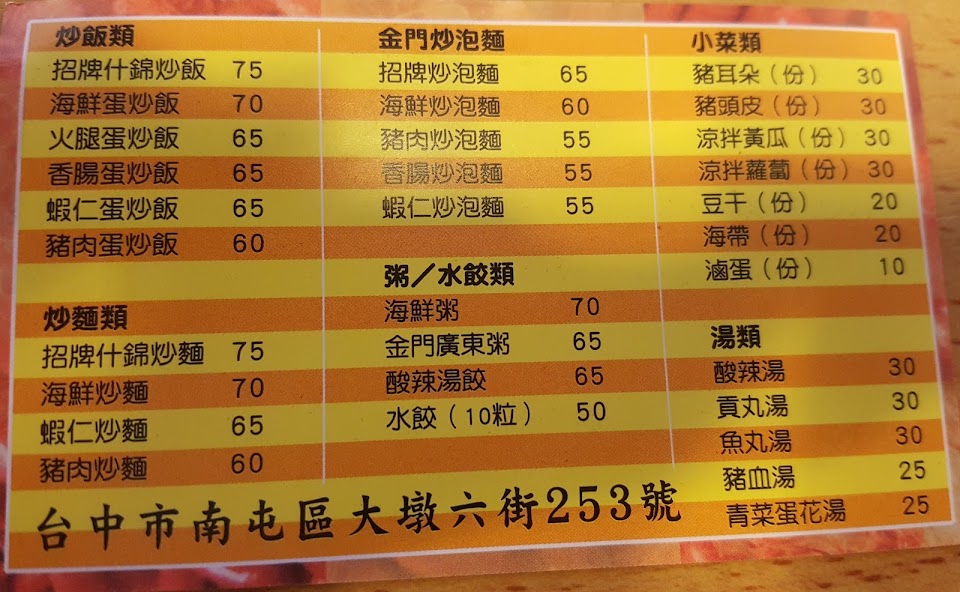 炒飯類
招牌什錦炒飯 75
海鮮蛋炒飯 70
火腿蛋炒飯 65
香腸蛋炒飯 65
蝦仁蛋炒飯 65
豬肉蛋炒飯 60
炒麵類
招牌什錦炒麵 75
海鮮炒麵 70
蝦仁炒麵 65
豬肉炒麵 60
金門炒泡麵
招牌炒泡麵 65
海鮮炒泡麵 60
豬肉炒泡麵 55
香腸炒泡麵 55
蝦仁炒泡麵 55
粥／水餃類
海鮮粥 70
金門廣東粥 65
酸辣湯餃 65
水餃（10粒） 50
小菜類
豬耳朵（份） 30
豬頭皮（份） 30
涼拌黃瓜（份） 30
涼拌蘿蔔（份） 30
豆干（份） 20
海帶（份） 20
滷蛋（份） 10
湯類
酸辣湯 30
貢丸湯 30
魚丸湯 30
豬血湯 25
青菜蛋花湯 25
台中市南屯區大墩六街253號